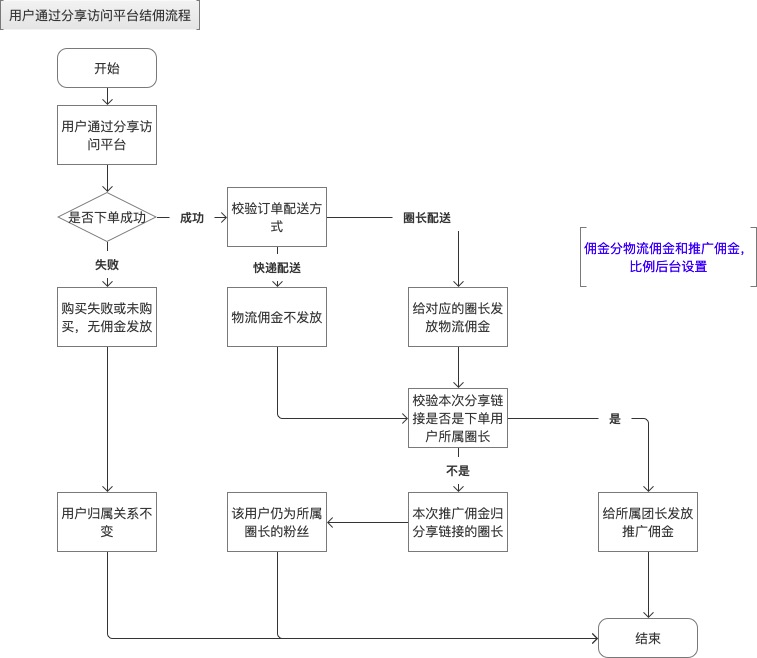 用户通过分享访问平台结佣流程
开始
用户通过分享访
问平台
是否下单成功
成功
校验订单配送方
式
圈长配送
佣金分物流佣金和推广佣金，
比例后台设置
失败
快递配送
购买失败或未购
买，无佣金发放
物流佣金不发放
给对应的圈长发
放物流佣金
校验本次分享链
接是否是下单用
户所属圈长
是
不是
用户归属关系不
变
该用户仍为所属
圈长的粉丝
本次推广佣金归
分享链接的圈长
给所属团长发放
推广佣金
结束